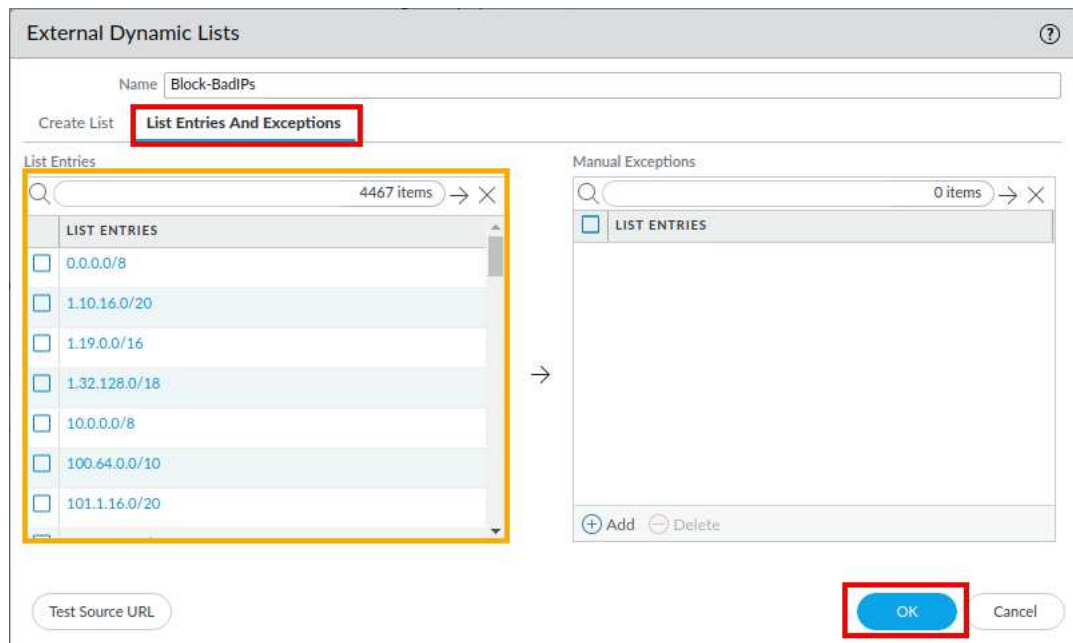 External Dynamic Lists
Name Block-BadIPs
Create List List Entries And Exceptions
List Entries
4467 items
LIST ENTRIES
0.0.0.0/8
1.10.16.0/20
1.19.0.0/16
1.32.128.0/18
10.0.0.0/8
100.64.0.0/10
101.1.16.0/20
Manual Exceptions
0 items
LIST ENTRIES
Add Delete
Test Source URL
OK Cancel